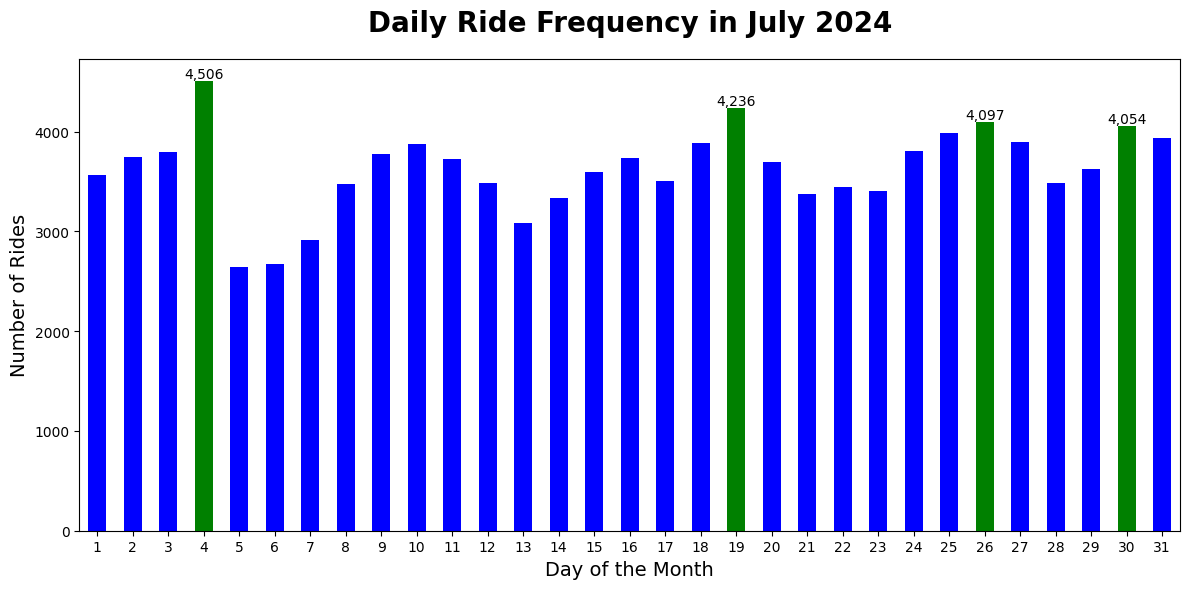 Daily Ride Frequency in July 2024
4,506
4,236
4,097
4,054
4000
3000
2000
1000
0
Number of Rides
1 2 3 4 5 6 7 8 9 10 11 12 13 14 15 16 17 18 19 20 21 22 23 24 25 26 27 28 29 30 31
Day of the Month